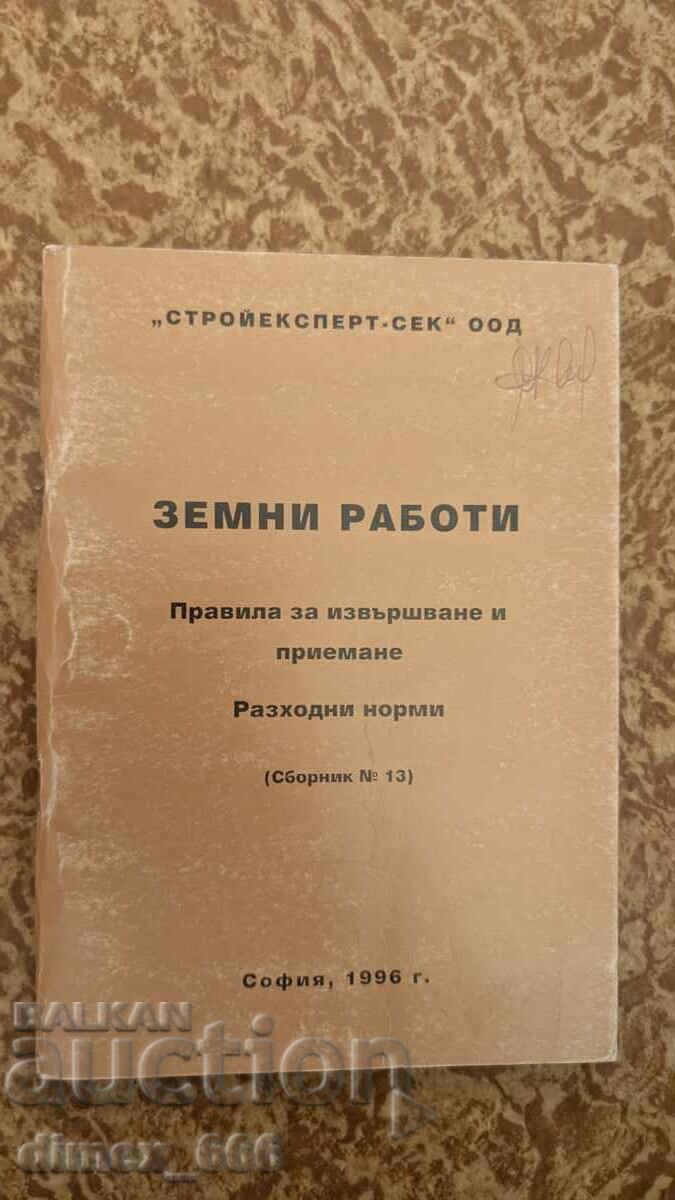 „СТРОЙЕКСПЕРТ-СЕК“ ООД
ЗЕМНИ РАБОТИ
Правила за извършване и
приемане
Разходни норми
(Сборник № 13)
София, 1996 г.
BALKAN
auction
dimex_666